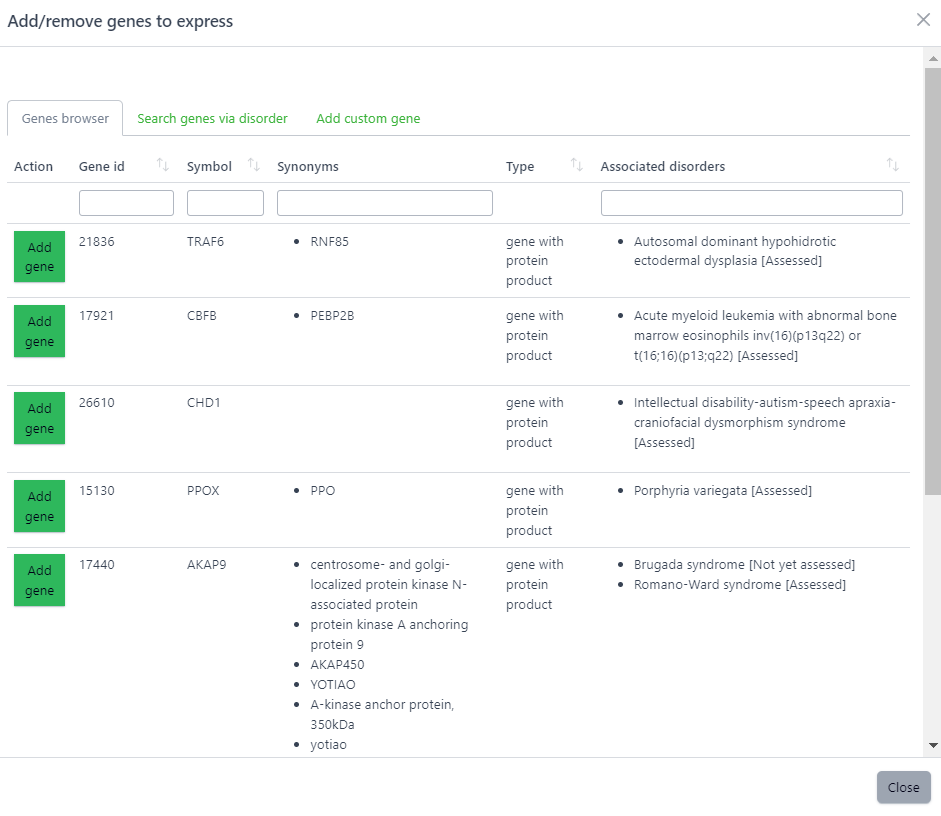 Add/remove genes to express
Genes browser Search genes via disorder Add custom gene
Action Gene id Symbol Synonyms Type Associated disorders
Add gene 21836 TRAF6 • RNF85 gene with protein product • Autosomal dominant hypohidrotic ectodermal dysplasia [Assessed]
Add gene 17921 CBFB • PEBP2B gene with protein product • Acute myeloid leukemia with abnormal bone marrow eosinophils inv(16)(p13q22) or t(16;16)(p13;q22) [Assessed]
Add gene 26610 CHD1 gene with protein product • Intellectual disability-autism-speech apraxia-craniofacial dysmorphism syndrome [Assessed]
Add gene 15130 PPOX • PPO gene with protein product • Porphyria variegata [Assessed]
Add gene 17440 AKAP9 • centrosome- and golgi-localized protein kinase N-associated protein
• protein kinase A anchoring protein 9
• AKAP450
• YOTIAO
• A-kinase anchor protein, 350kDa
• yotiao
gene with protein product
• Brugada syndrome [Not yet assessed]
• Romano-Ward syndrome [Assessed]
Close